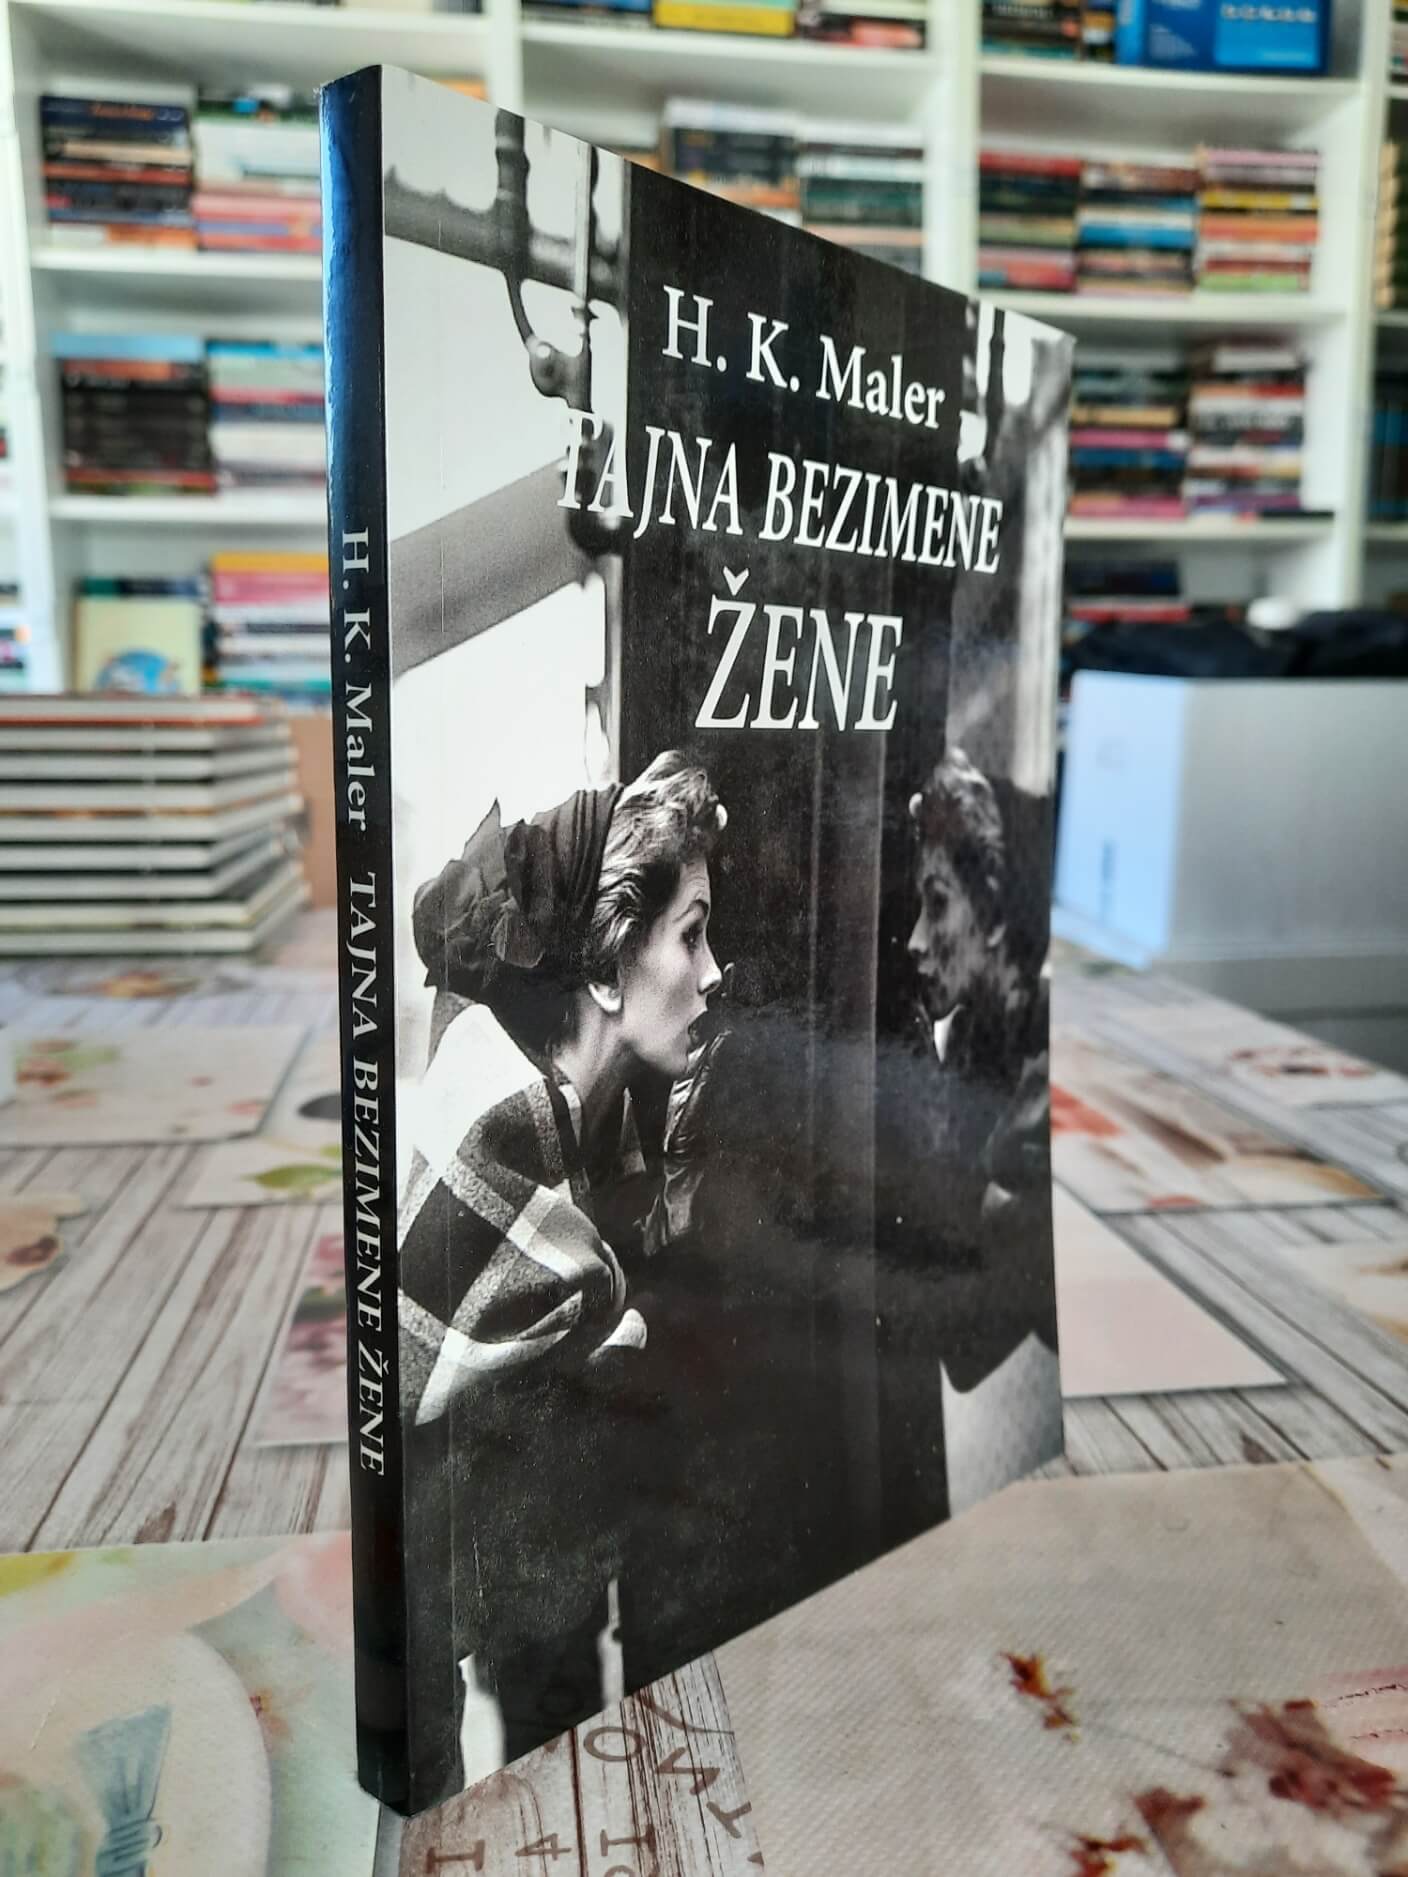 H. K. Maler
TAJNA BEZIMENE
ŽENE
H. K. Maler TAJNA BEZIMENE ŽENE